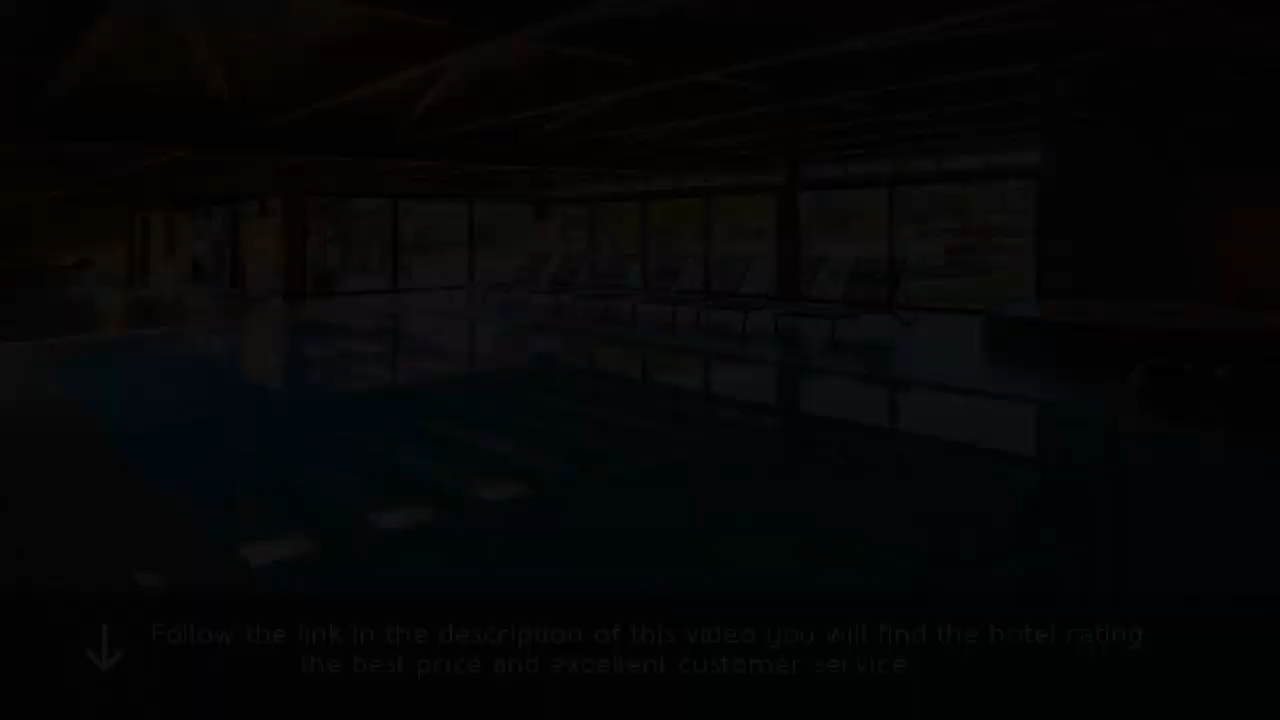 Follow the link in the description of this video you will find the hotel rating,
the best price and excellent customer service.